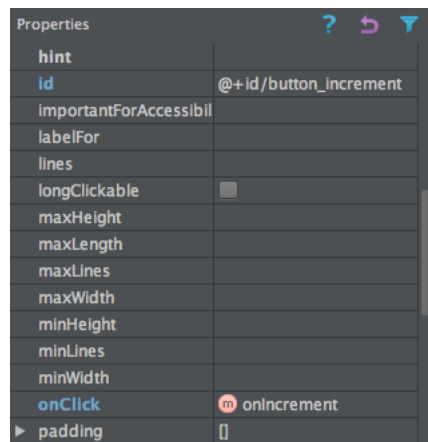 Properties ?
hint
id @+id/button_increment
importantForAccessibil
labelFor
lines
longClickable
maxHeight
maxLength
maxLines
maxWidth
minHeight
minLines
minWidth
onClick m onIncrement
padding []